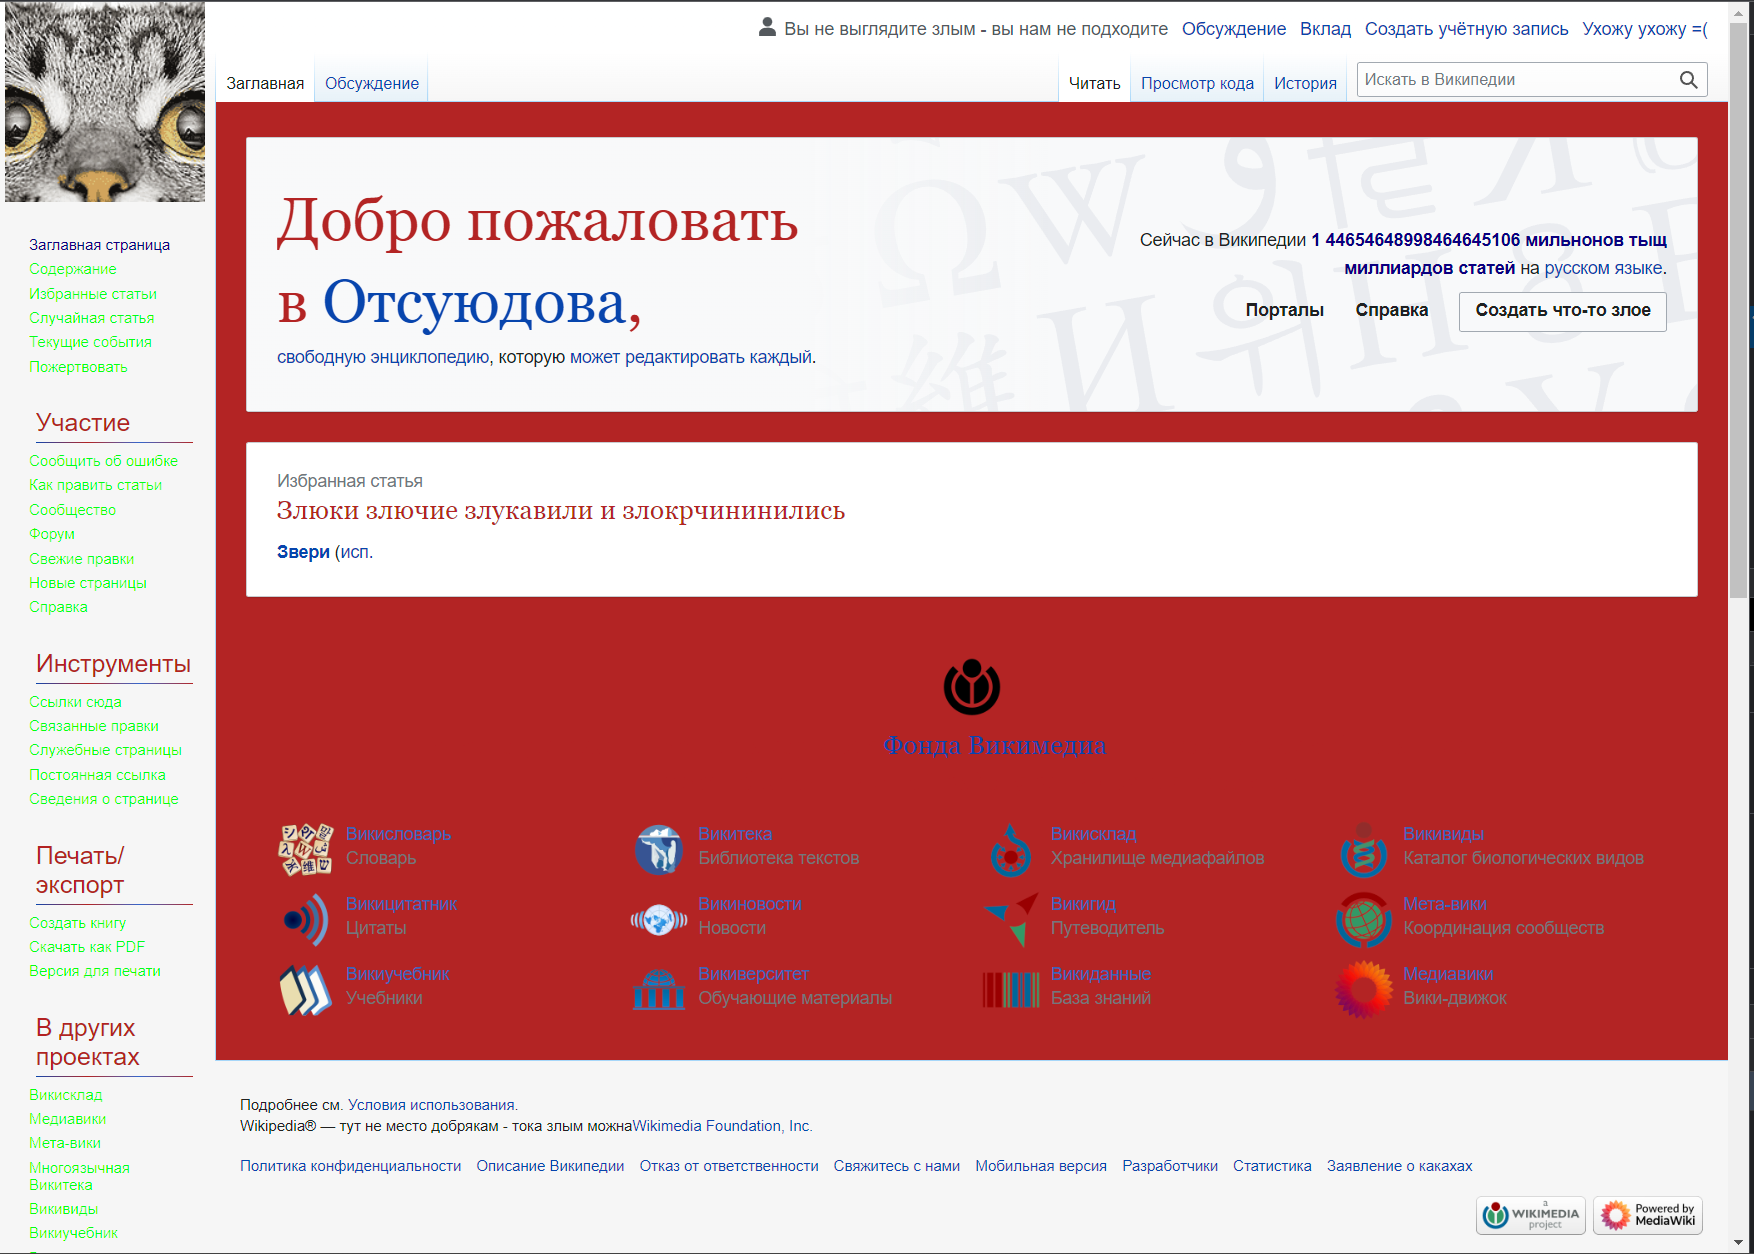 Вы не выглядите злым - вы нам не подходите Обсуждение Вклад Создать учётную запись Ухожу ухожу =(
Заглавная Обсуждение Читать Просмотр кода История Искать в Википедии
Заглавная страница
Содержание
Избранные статьи
Случайная статья
Текущие события
Пожертвовать
Участие
Сообщить об ошибке
Как править статьи
Сообщество
Форум
Свежие правки
Новые страницы
Справка
Инструменты
Ссылки сюда
Связанные правки
Служебные страницы
Постоянная ссылка
Сведения о странице
Печать/
экспорт
Создать книгу
Скачать как PDF
Версия для печати
В других
проектах
Викисклад
Медиавики
Мета-вики
Многоязычная
Викитека
Викивиды
Викиучебник
Добро пожаловать
в Отсуюдова,
свободную энциклопедию, которую может редактировать каждый.
Сейчас в Википедии 1 44654648998464645106 мильнонов тыщ
миллиардов статей на русском языке.
Порталы Справка Создать что-то злое
Избранная статья
Злюки злючие злукавили и злокрчининились
Звери (исп.
Фонда Викимедиа
Викисловарь
Словарь
Викитека
Библиотека текстов
Викисклад
Хранилище медиафайлов
Викивиды
Каталог биологических видов
Викицитатник
Цитаты
Викиновости
Новости
Викигид
Путеводитель
Мета-вики
Координация сообществ
Викиучебник
Учебники
Викиверситет
Обучающие материалы
Викиданные
База знаний
Медиавики
Вики-движок
Подробнее см. Условия использования.
Wikipedia® — тут не место добрякам - тока злым можнаWikimedia Foundation, Inc.
Политика конфиденциальности Описание Википедии Отказ от ответственности Свяжитесь с нами Мобильная версия Разработчики Статистика Заявление о какахах
a
WIKIMEDIA
project
Powered by
MediaWiki